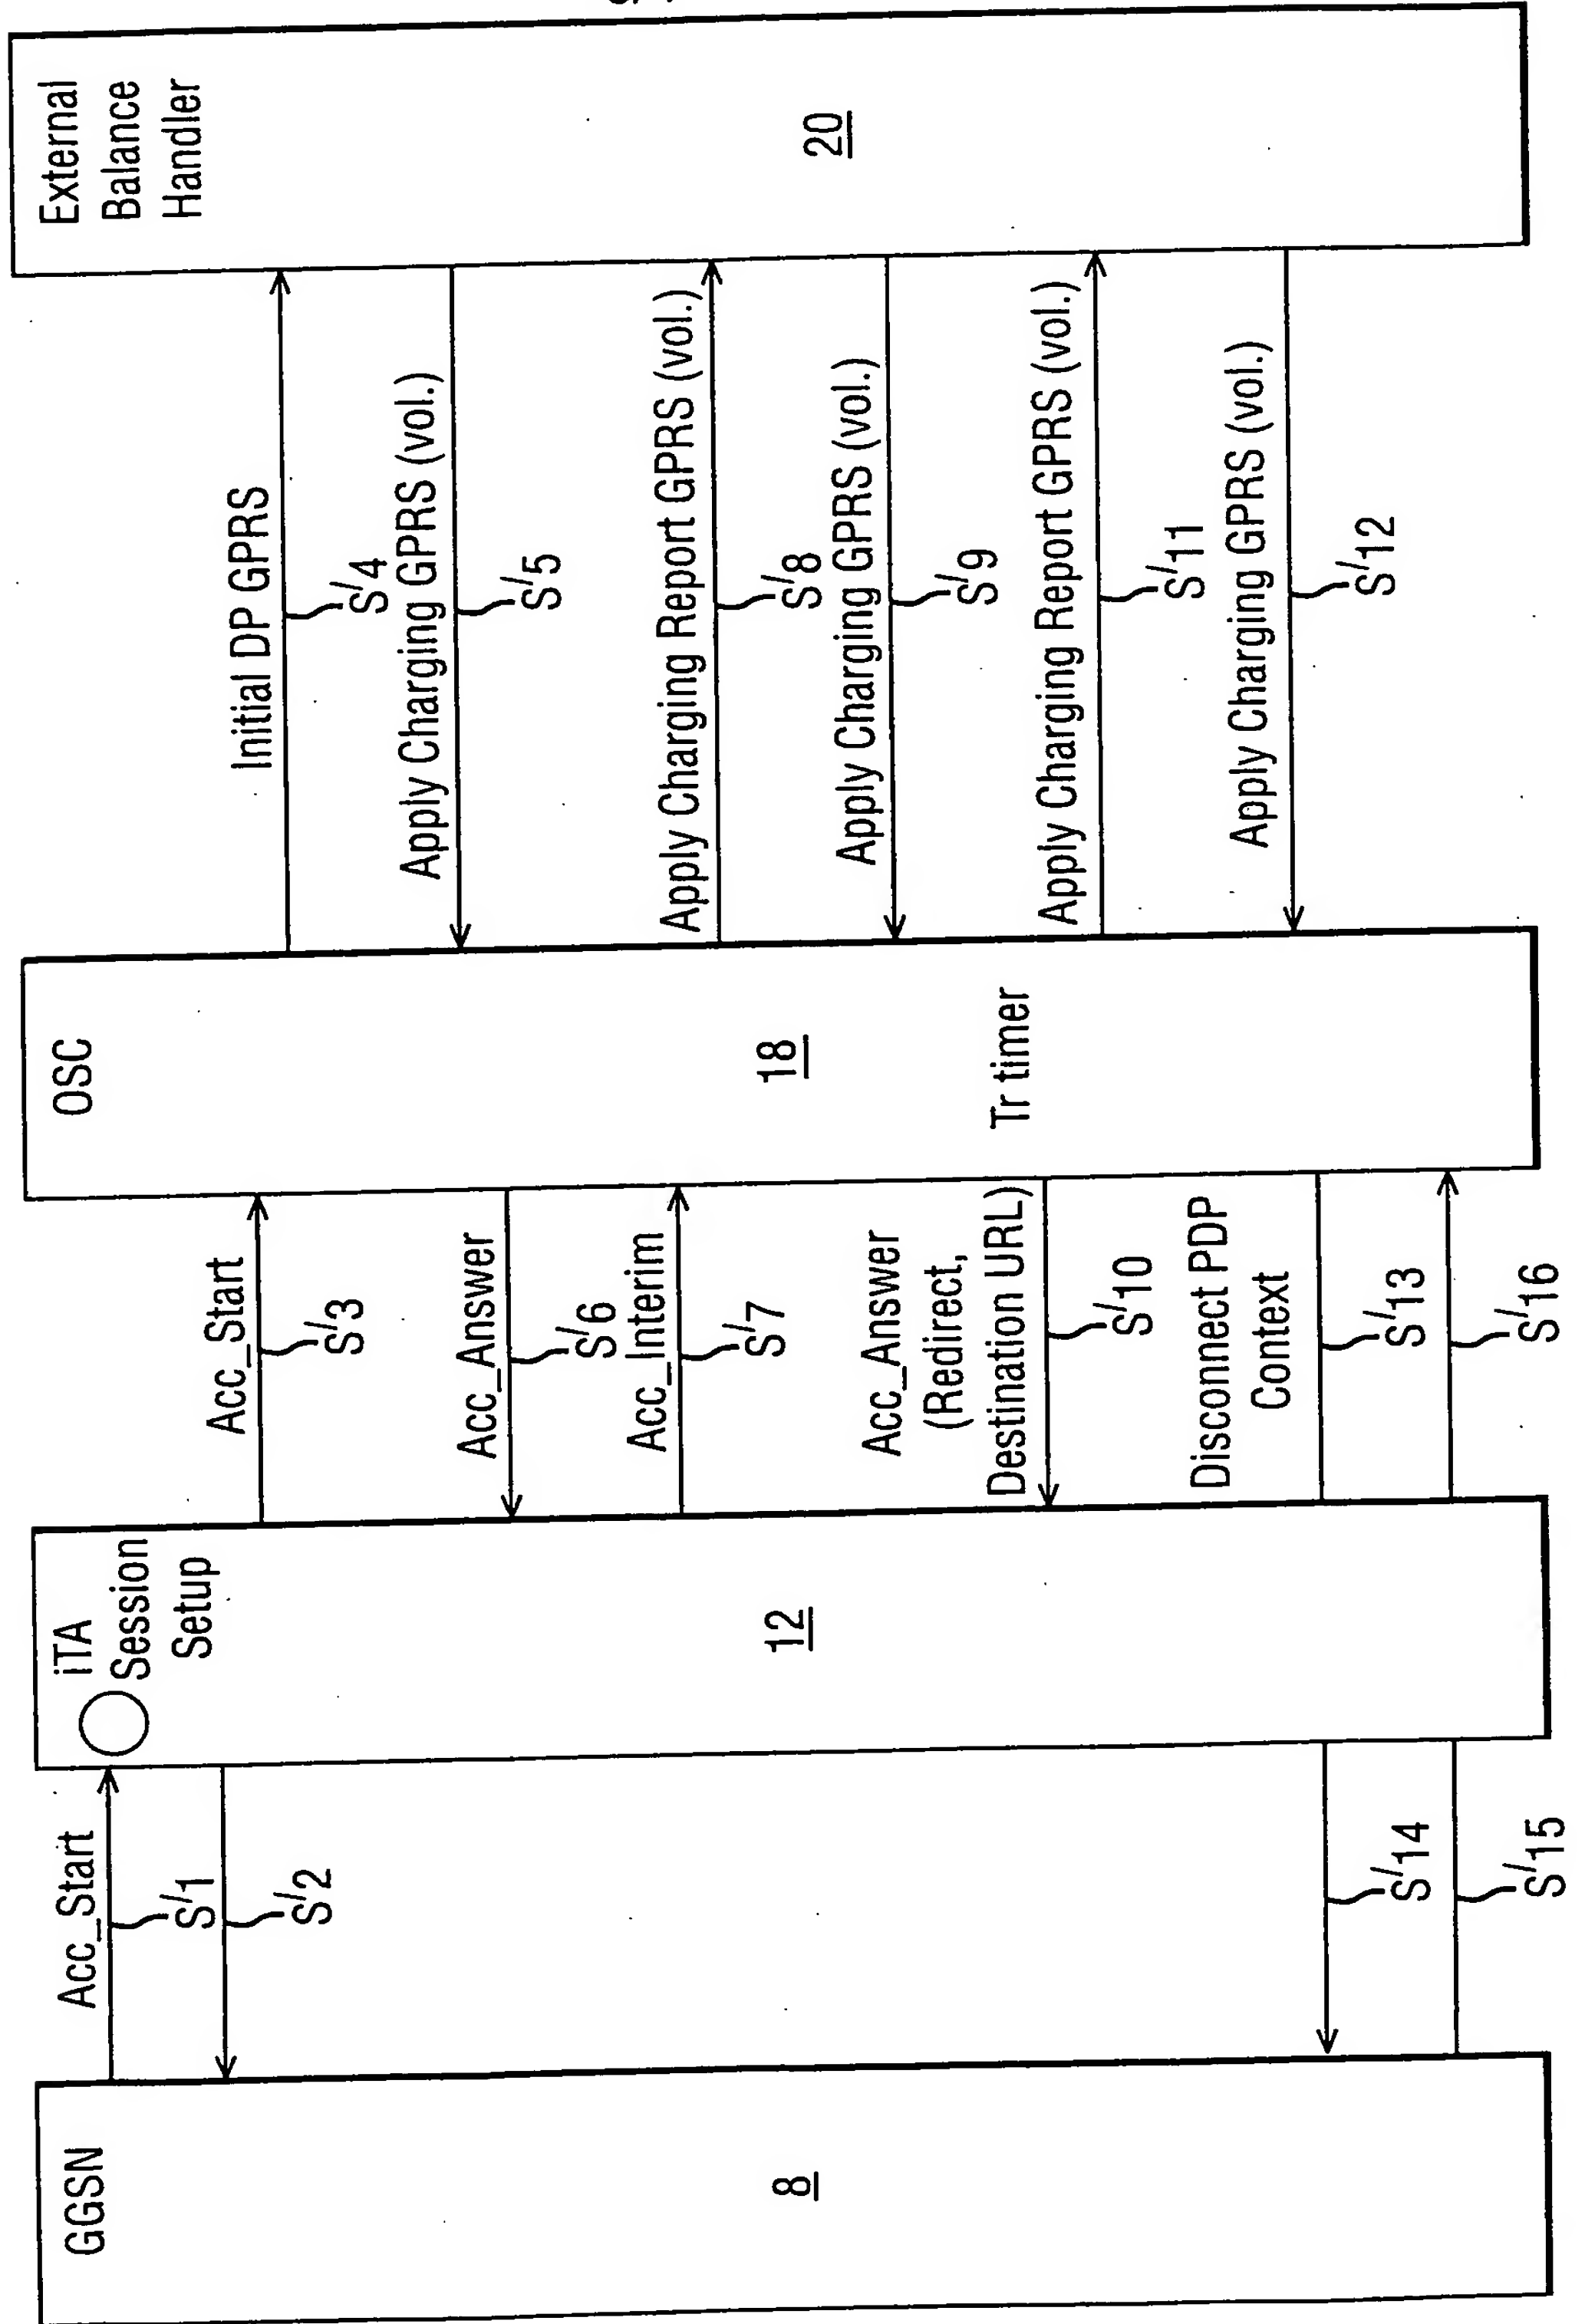 GGSN
8
Acc_Start
S'1
S'2
iTA
Session
Setup
12
S'14
S'15
Acc_Start
S'3
Acc_Answer
S'6
Acc_Interim
S'7
Acc_Answer
(Redirect,
Destination URL)
S'10
Disconnect PDP
Context
S'13
S'16
OSC
18
Tr timer
Initial DP GPRS
S'4
Apply Charging GPRS (vol.)
S'5
Apply Charging Report GPRS (vol.)
S'8
Apply Charging GPRS (vol.)
S'9
Apply Charging Report GPRS (vol.)
S'11
Apply Charging GPRS (vol.)
S'12
External
Balance
Handler
20